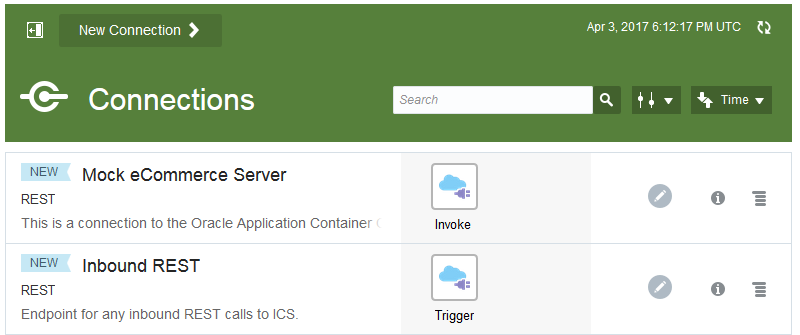 New Connection
Apr 3, 2017 6:12:17 PM UTC
Connections
Search
Time
NEW Mock eCommerce Server
REST
This is a connection to the Oracle Application Container
Invoke
NEW Inbound REST
REST
Endpoint for any inbound REST calls to ICS.
Trigger